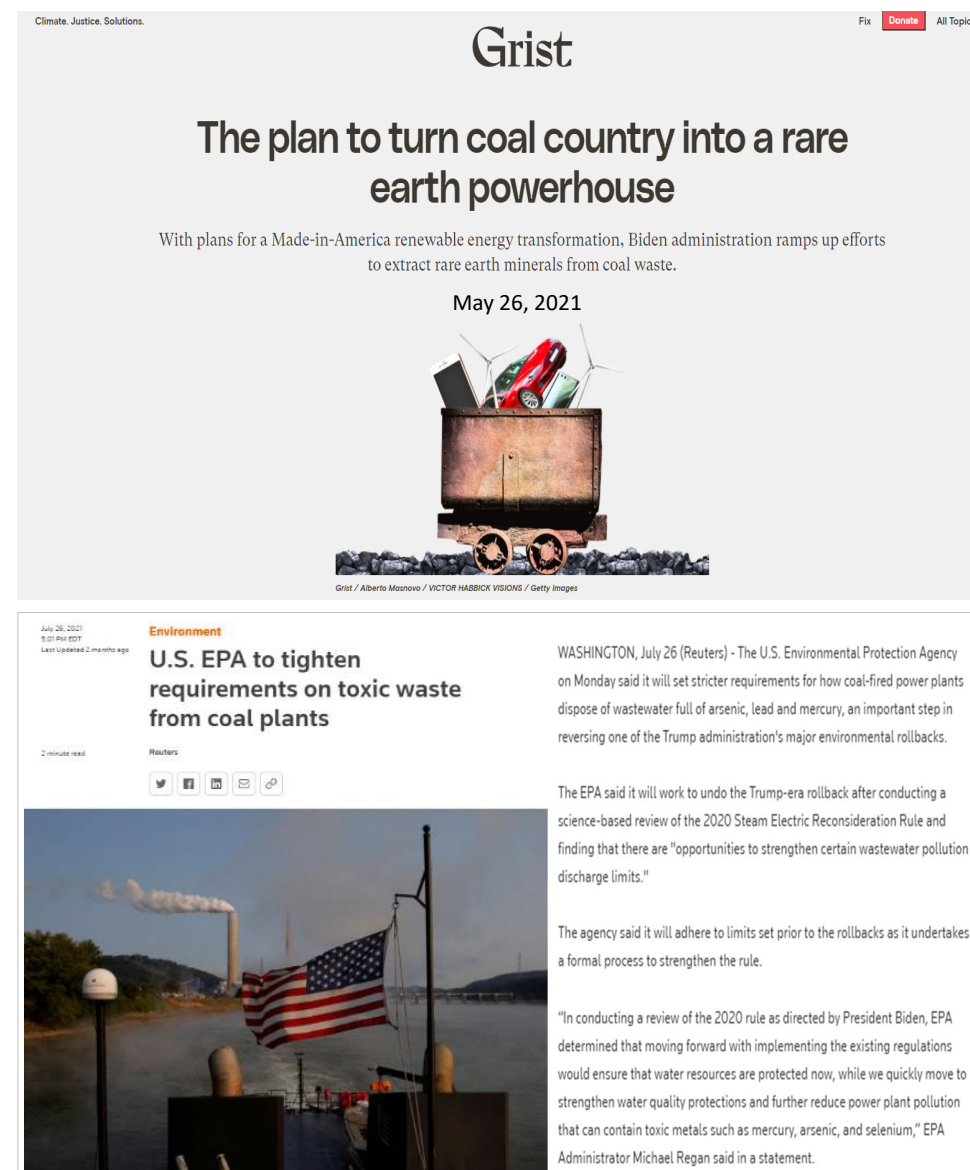 Climate. Justice. Solutions.
Fix Donate All Topic
Grist
The plan to turn coal country into a rare
earth powerhouse
With plans for a Made-in-America renewable energy transformation, Biden administration ramps up efforts
to extract rare earth minerals from coal waste.
May 26, 2021
Grist / Alberto Masnovo / VICTOR HABBICK VISIONS / Getty Images
July 26, 2021
5:01 PM EDT
Last Updated 2 months ago
Environment
U.S. EPA to tighten
requirements on toxic waste
from coal plants
2 minute read
Reuters
WASHINGTON, July 26 (Reuters) - The U.S. Environmental Protection Agency
on Monday said it will set stricter requirements for how coal-fired power plants
dispose of wastewater full of arsenic, lead and mercury, an important step in
reversing one of the Trump administration's major environmental rollbacks.
The EPA said it will work to undo the Trump-era rollback after conducting a
science-based review of the 2020 Steam Electric Reconsideration Rule and
finding that there are "opportunities to strengthen certain wastewater pollution
discharge limits."
The agency said it will adhere to limits set prior to the rollbacks as it undertakes
a formal process to strengthen the rule.
“In conducting a review of the 2020 rule as directed by President Biden, EPA
determined that moving forward with implementing the existing regulations
would ensure that water resources are protected now, while we quickly move to
strengthen water quality protections and further reduce power plant pollution
that can contain toxic metals such as mercury, arsenic, and selenium,” EPA
Administrator Michael Regan said in a statement.